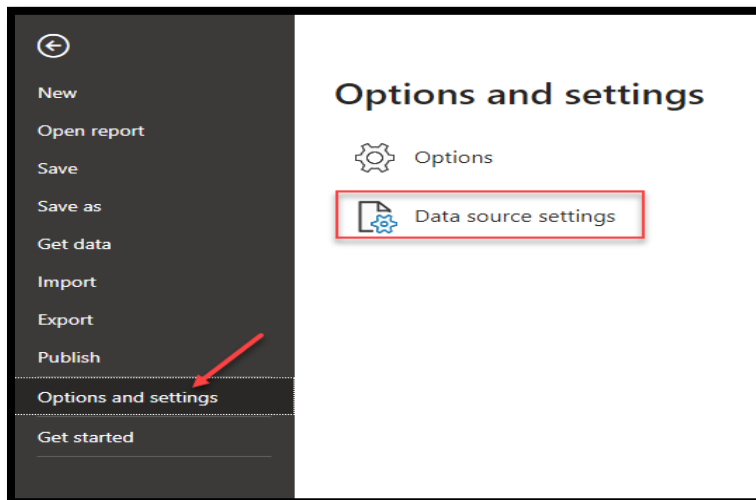 New
Open report
Save
Save as
Get data
Import
Export
Publish
Options and settings
Get started
Options and settings
Options
Data source settings